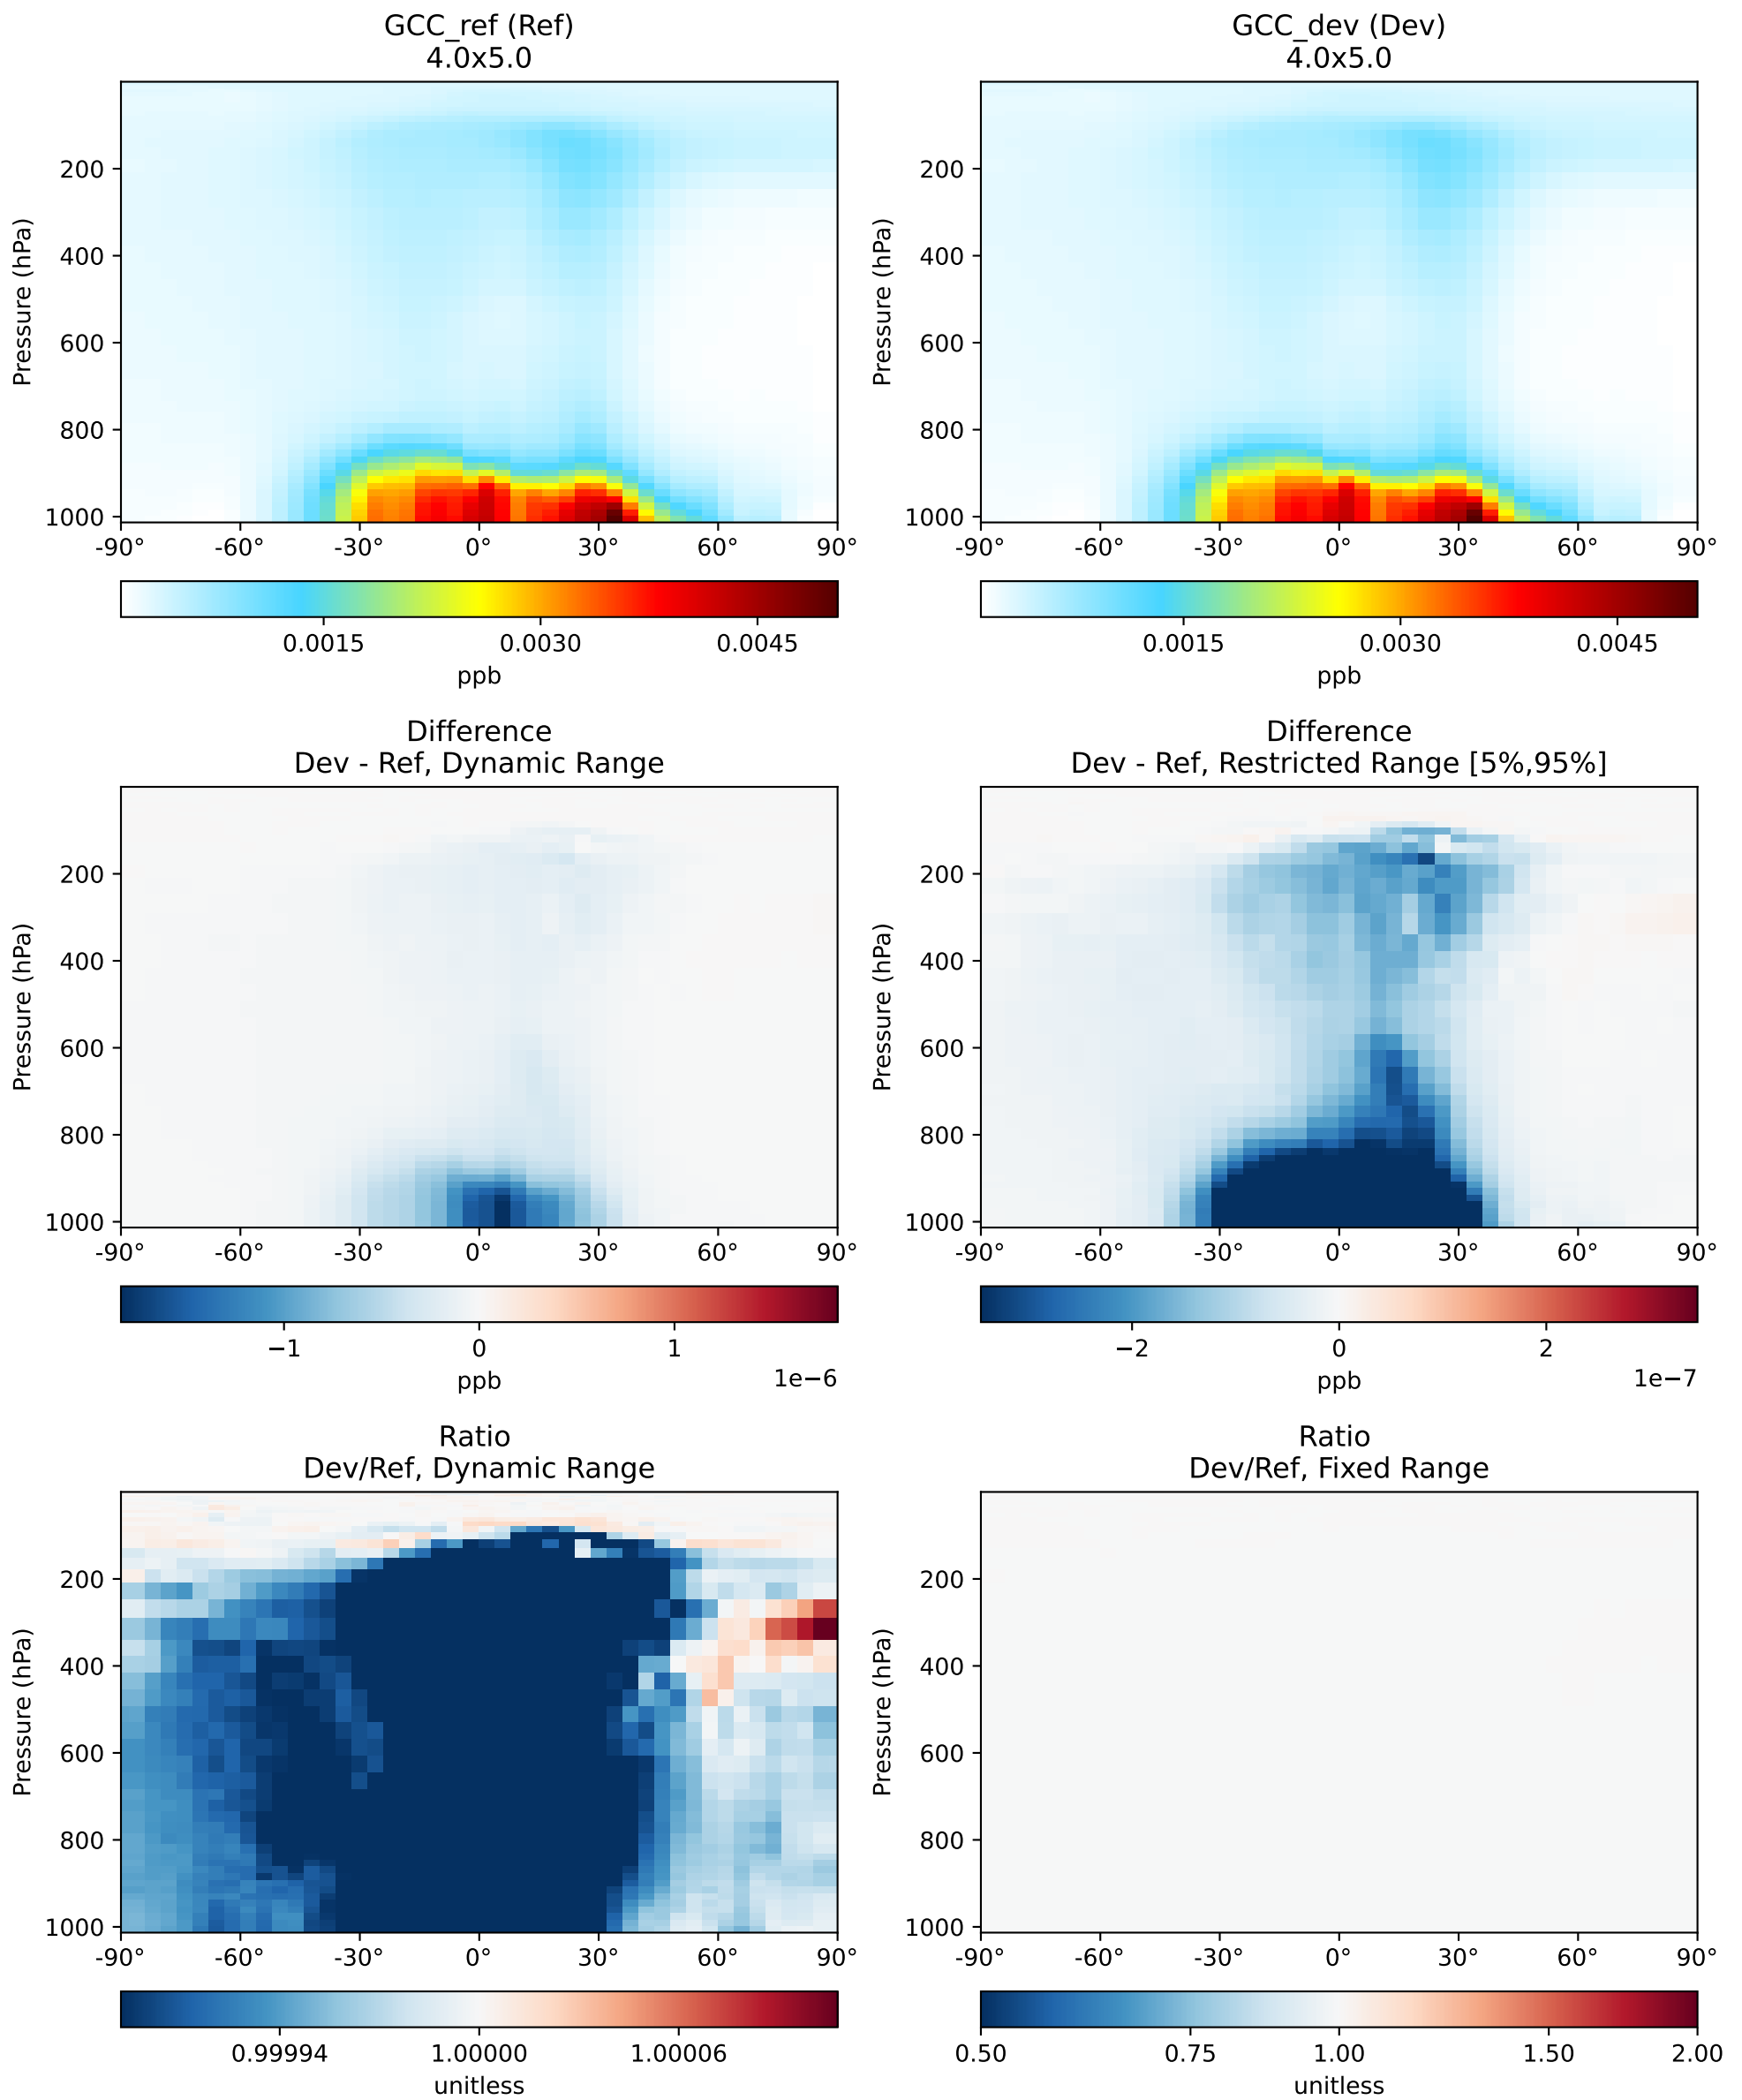 GCC_ref (Ref)
4.0x5.0
GCC_dev (Dev)
4.0x5.0
Pressure (hPa)
200
400
600
800
1000
-90° -60° -30° 0° 30° 60° 90°
0.0015 0.0030 0.0045
ppb
Pressure (hPa)
200
400
600
800
1000
-90° -60° -30° 0° 30° 60° 90°
0.0015 0.0030 0.0045
ppb
Difference
Dev - Ref, Dynamic Range
Pressure (hPa)
200
400
600
800
1000
-90° -60° -30° 0° 30° 60° 90°
−1 0 1
1e−6
ppb
Difference
Dev - Ref, Restricted Range [5%,95%]
Pressure (hPa)
200
400
600
800
1000
-90° -60° -30° 0° 30° 60° 90°
−2 0 2
1e−7
ppb
Ratio
Dev/Ref, Dynamic Range
Pressure (hPa)
200
400
600
800
1000
-90° -60° -30° 0° 30° 60° 90°
0.99994 1.00000 1.00006
unitless
Ratio
Dev/Ref, Fixed Range
Pressure (hPa)
200
400
600
800
1000
-90° -60° -30° 0° 30° 60° 90°
0.50 0.75 1.00 1.50 2.00
unitless